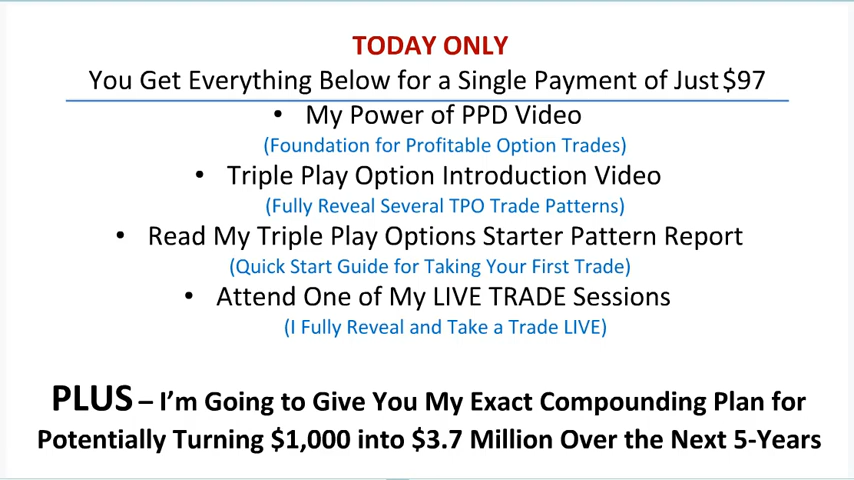 TODAY ONLY
You Get Everything Below for a Single Payment of Just $97
• My Power of PPD Video
(Foundation for Profitable Option Trades)
• Triple Play Option Introduction Video
(Fully Reveal Several TPO Trade Patterns)
• Read My Triple Play Options Starter Pattern Report
(Quick Start Guide for Taking Your First Trade)
• Attend One of My LIVE TRADE Sessions
(I Fully Reveal and Take a Trade LIVE)
PLUS – I’m Going to Give You My Exact Compounding Plan for
Potentially Turning $1,000 into $3.7 Million Over the Next 5-Years